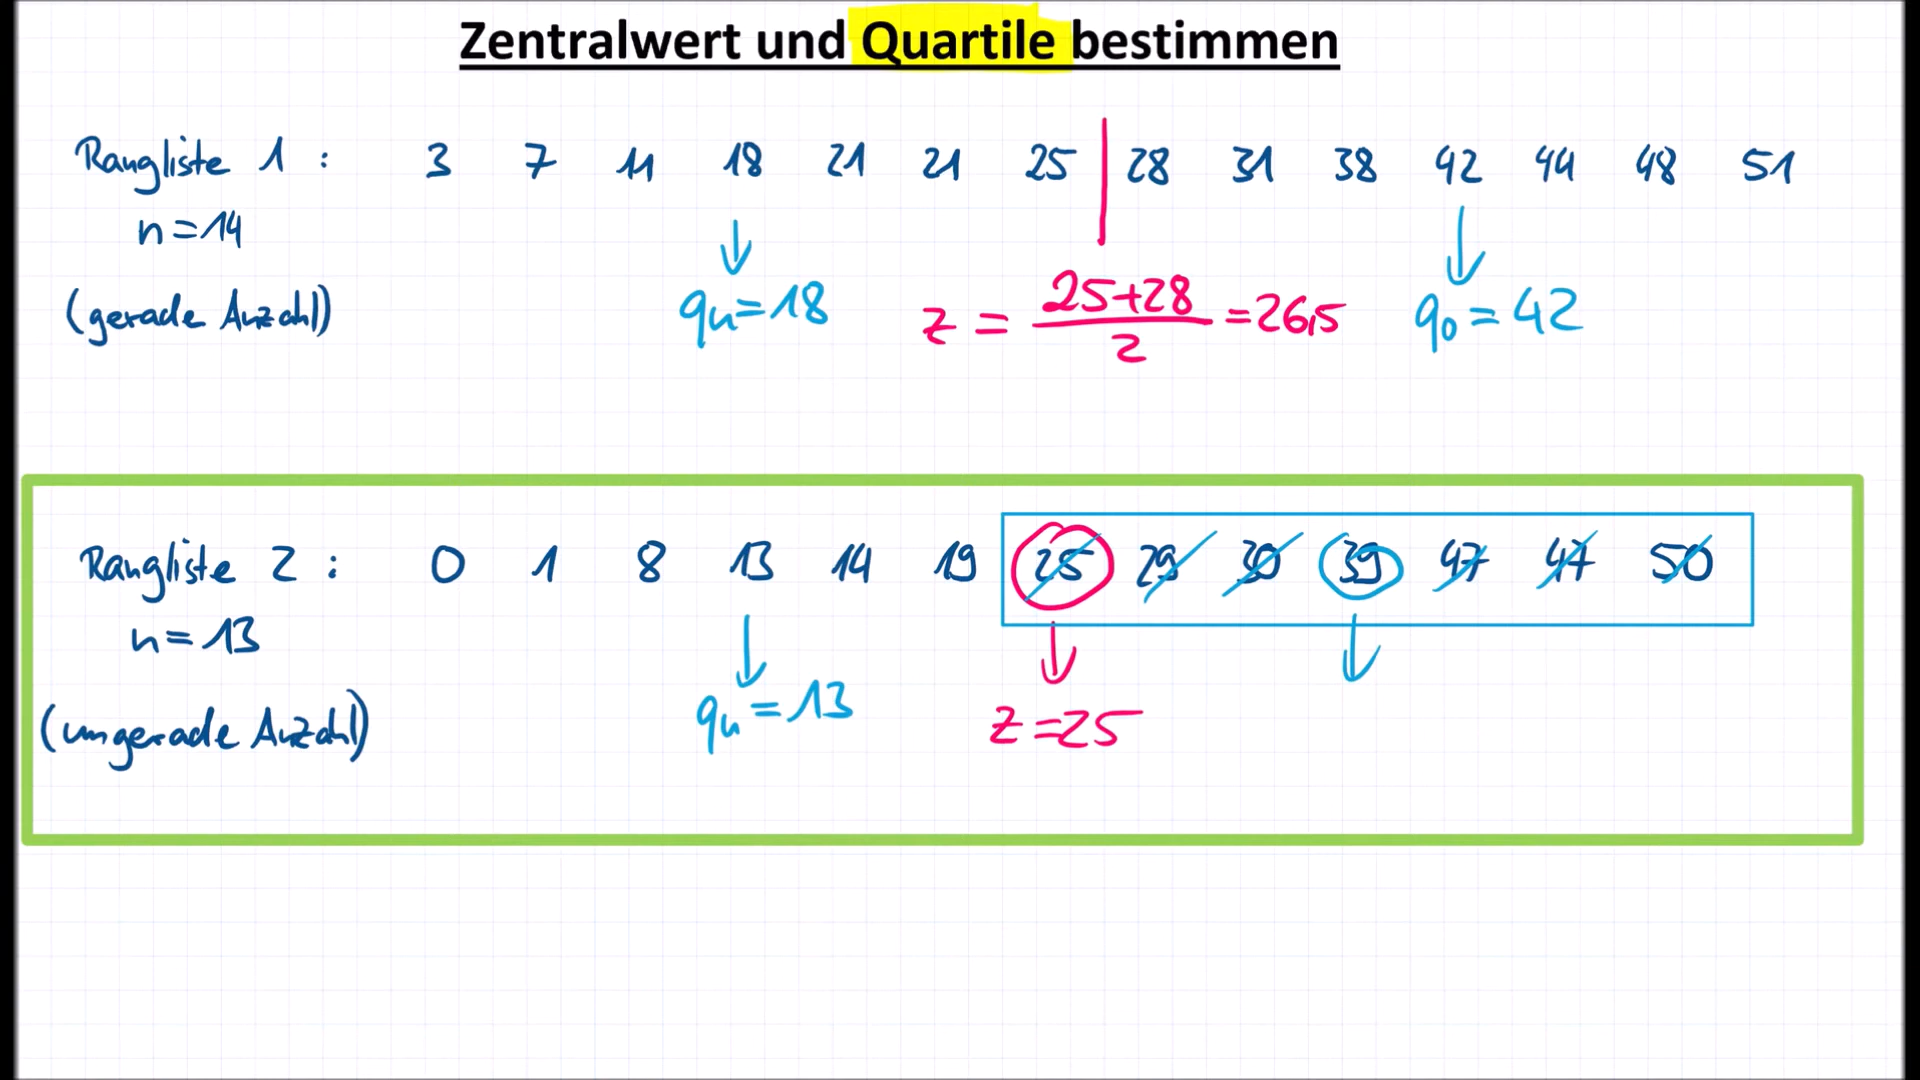 Zentralwert und Quartile bestimmen
Rangliste 1 : 3 7 11 18 21 21 25 28 31 38 42 44 48 51
n=14
(gerade Anzahl)
qu=18
z = 25+28/2 =26,5
qo=42
Rangliste 2 : 0 1 8 13 14 19 25 29 30 39 47 47 50
n=13
(ungerade Anzahl)
qu=13
z=25